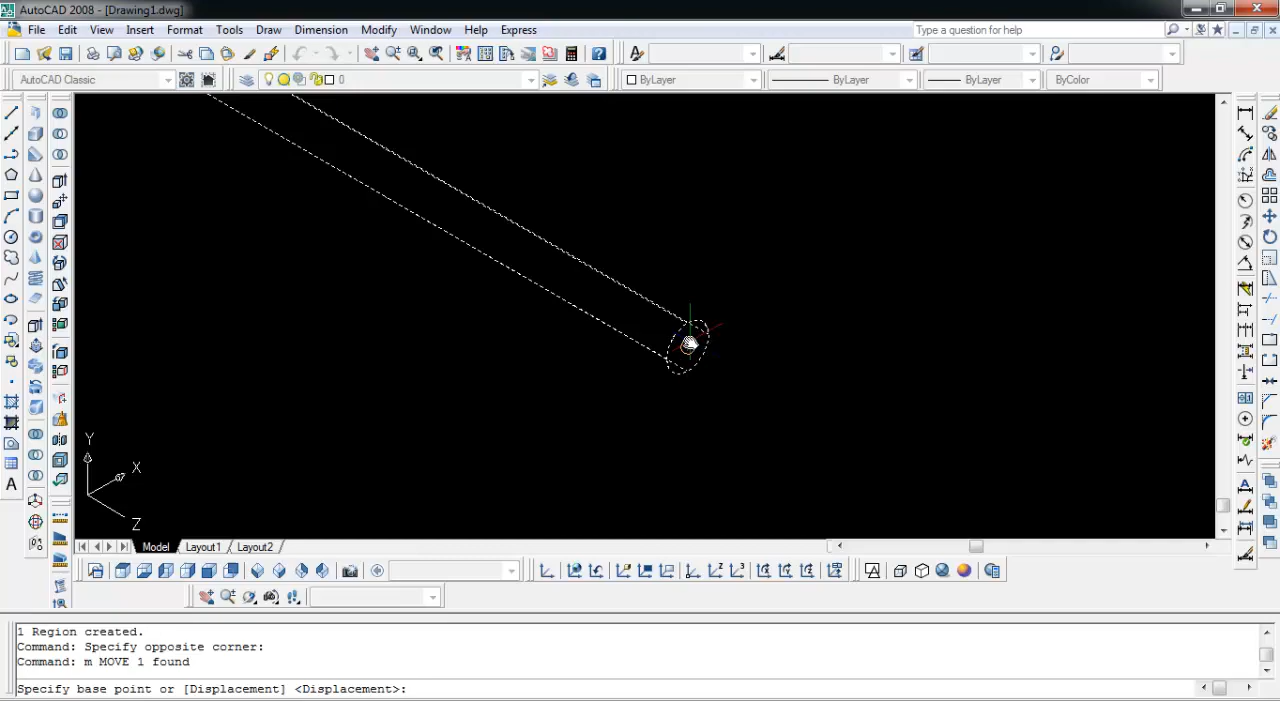 AutoCAD 2008 - [Drawing1.dwg]
File Edit View Insert Format Tools Draw Dimension Modify Window Help Express
Type a question for help
AutoCAD Classic
0
ByLayer
ByLayer
ByLayer
ByColor
A
Y
X
Z
Model Layout1 Layout2
1 Region created.
Command: Specify opposite corner:
Command: m MOVE 1 found
Specify base point or [Displacement] <Displacement>: